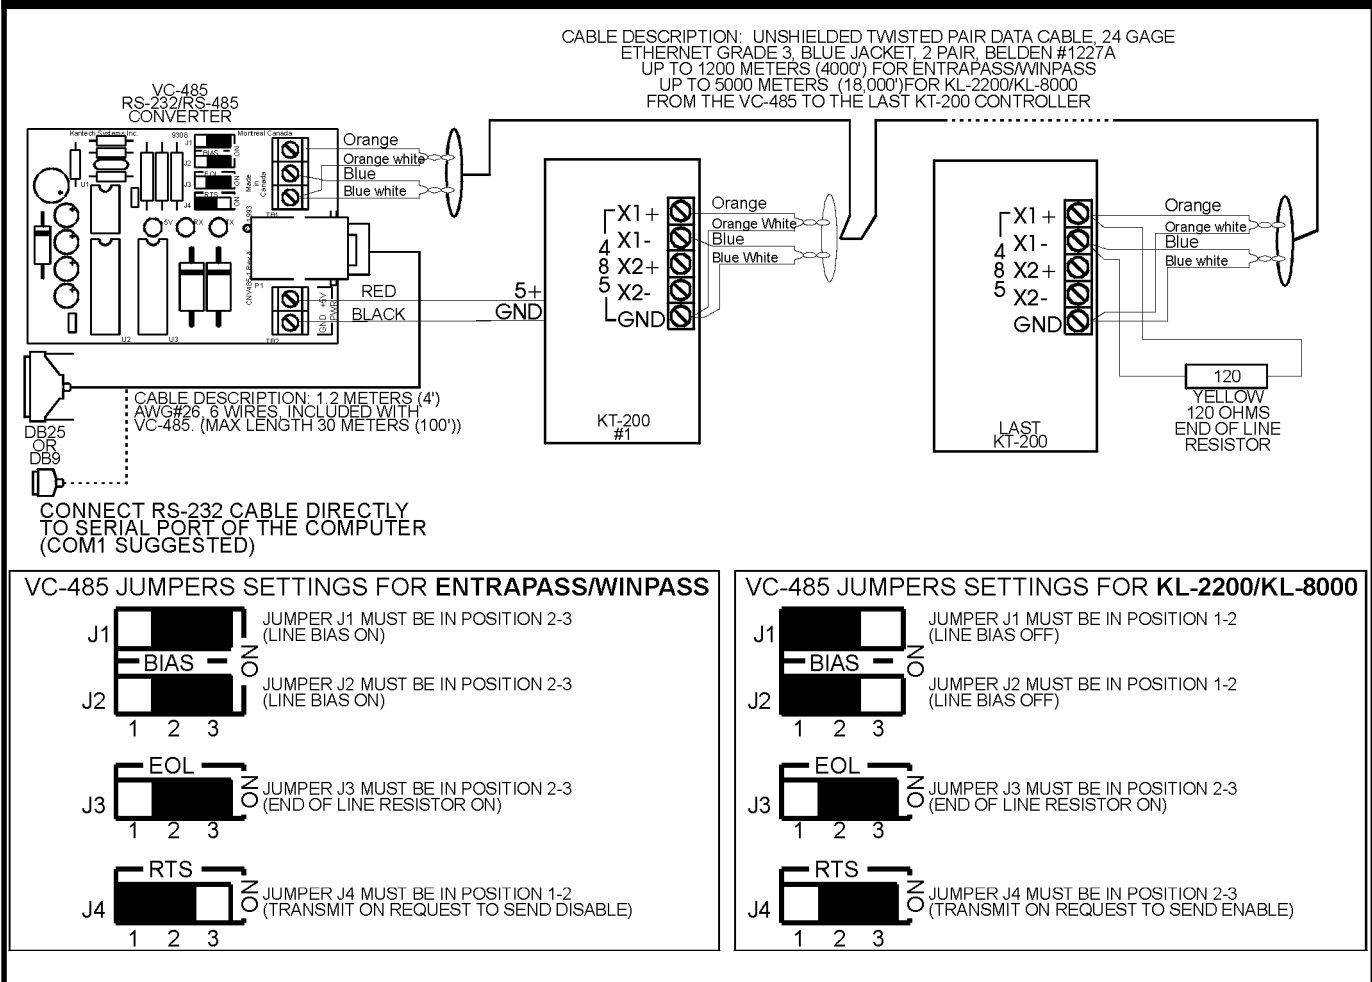 CABLE DESCRIPTION: UNSHIELDED TWISTED PAIR DATA CABLE, 24 GAGE
ETHERNET GRADE 3, BLUE JACKET, 2 PAIR, BELDEN #1227A
UP TO 1200 METERS (4000') FOR ENTRAPASS/WINPASS
UP TO 5000 METERS (18,000')FOR KL-2200/KL-8000
FROM THE VC-485 TO THE LAST KT-200 CONTROLLER
VC-485
RS-232/RS-485
CONVERTER
Kantech Systems Inc.
9308
Montreal Canada
J1
BIAS
J2
ON
EOL
J3
ON
RTS
J4
ON
Made
in
Canada
U1
+5V
RX
TX
1993
TB1
CNV485-1 Rev A
P1
GND +5V
PWR
U2
U3
TB2
Orange
Orange white
Blue
Blue white
RED
BLACK
5+
GND
X1+
X1-
X2+
X2-
GND
485
Orange
Orange White
Blue
Blue White
KT-200
#1
X1+
X1-
X2+
X2-
GND
485
Orange
Orange white
Blue
Blue white
LAST
KT-200
120
YELLOW
120 OHMS
END OF LINE
RESISTOR
DB25
OR
DB9
CABLE DESCRIPTION: 1.2 METERS (4')
AWG#26, 6 WIRES, INCLUDED WITH
VC-485. (MAX LENGTH 30 METERS (100'))
CONNECT RS-232 CABLE DIRECTLY
TO SERIAL PORT OF THE COMPUTER
(COM1 SUGGESTED)
VC-485 JUMPERS SETTINGS FOR ENTRAPASS/WINPASS
J1
JUMPER J1 MUST BE IN POSITION 2-3
(LINE BIAS ON)
BIAS
ON
J2
JUMPER J2 MUST BE IN POSITION 2-3
(LINE BIAS ON)
1 2 3
EOL
ON
J3
JUMPER J3 MUST BE IN POSITION 2-3
(END OF LINE RESISTOR ON)
1 2 3
RTS
ON
J4
JUMPER J4 MUST BE IN POSITION 1-2
(TRANSMIT ON REQUEST TO SEND DISABLE)
1 2 3
VC-485 JUMPERS SETTINGS FOR KL-2200/KL-8000
J1
JUMPER J1 MUST BE IN POSITION 1-2
(LINE BIAS OFF)
BIAS
ON
J2
JUMPER J2 MUST BE IN POSITION 1-2
(LINE BIAS OFF)
1 2 3
EOL
ON
J3
JUMPER J3 MUST BE IN POSITION 2-3
(END OF LINE RESISTOR ON)
1 2 3
RTS
ON
J4
JUMPER J4 MUST BE IN POSITION 2-3
(TRANSMIT ON REQUEST TO SEND ENABLE)
1 2 3